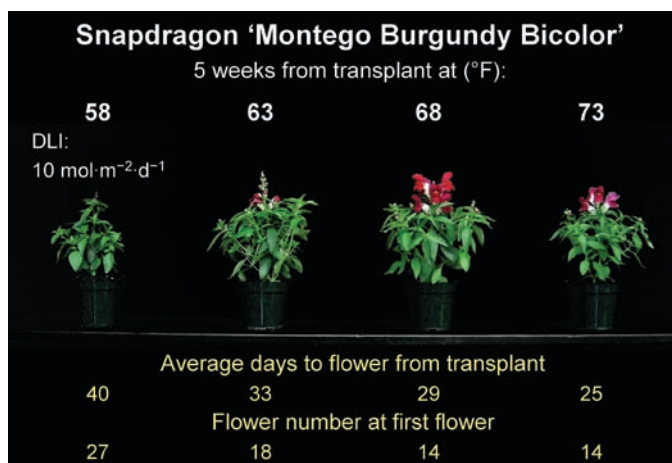 Snapdragon ‘Montego Burgundy Bicolor’
5 weeks from transplant at (°F):
58 63 68 73
DLI:
10 mol·m⁻²·d⁻¹
Average days to flower from transplant
40 33 29 25
Flower number at first flower
27 18 14 14